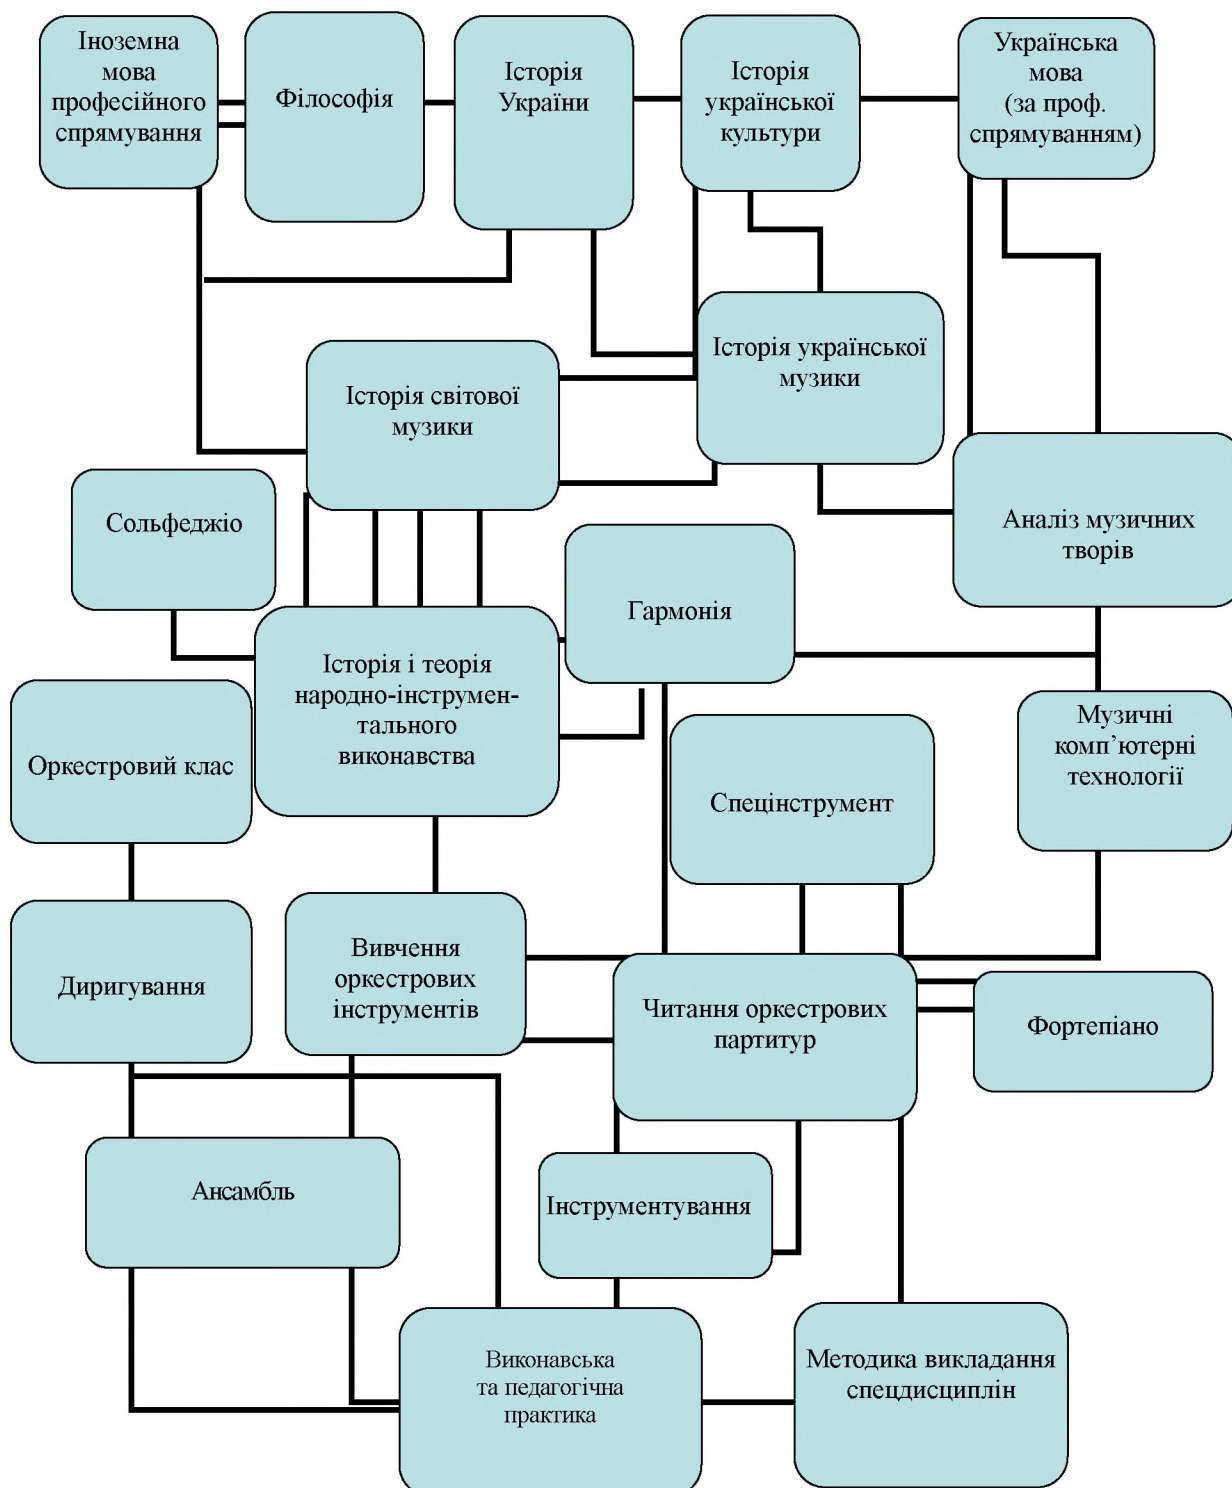 Іноземна
мова
професійного
спрямування
Філософія
Історія
України
Історія
української
культури
Українська
мова
(за проф.
спрямуванням)
Історія української
музики
Історія світової
музики
Сольфеджіо
Аналіз музичних
творів
Гармонія
Історія і теорія
народно-інструмен-
тального
виконавства
Оркестровий клас
Музичні
комп’ютерні
технології
Спецінструмент
Диригування
Вивчення
оркестрових
інструментів
Читання оркестрових
партитур
Фортепіано
Ансамбль
Інструментування
Виконавська
та педагогічна
практика
Методика викладання
спецдисциплін